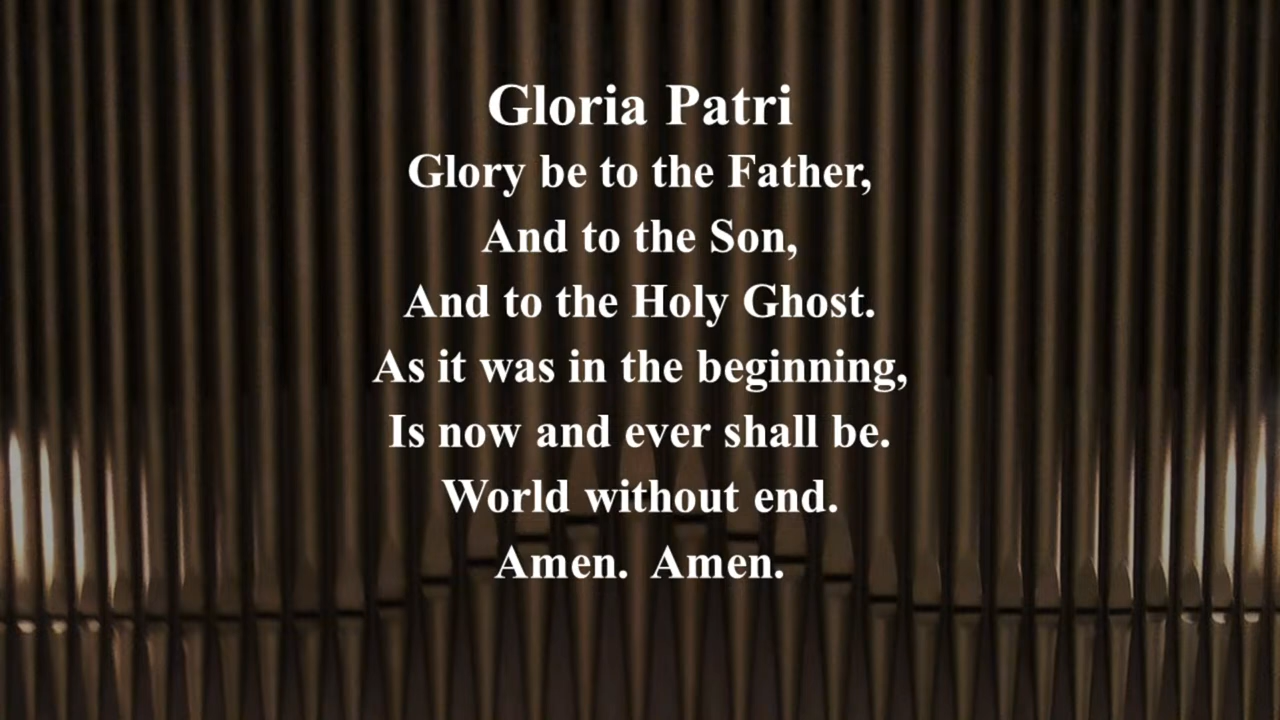 Gloria Patri
Glory be to the Father,
And to the Son,
And to the Holy Ghost.
As it was in the beginning,
Is now and ever shall be.
World without end.
Amen.  Amen.